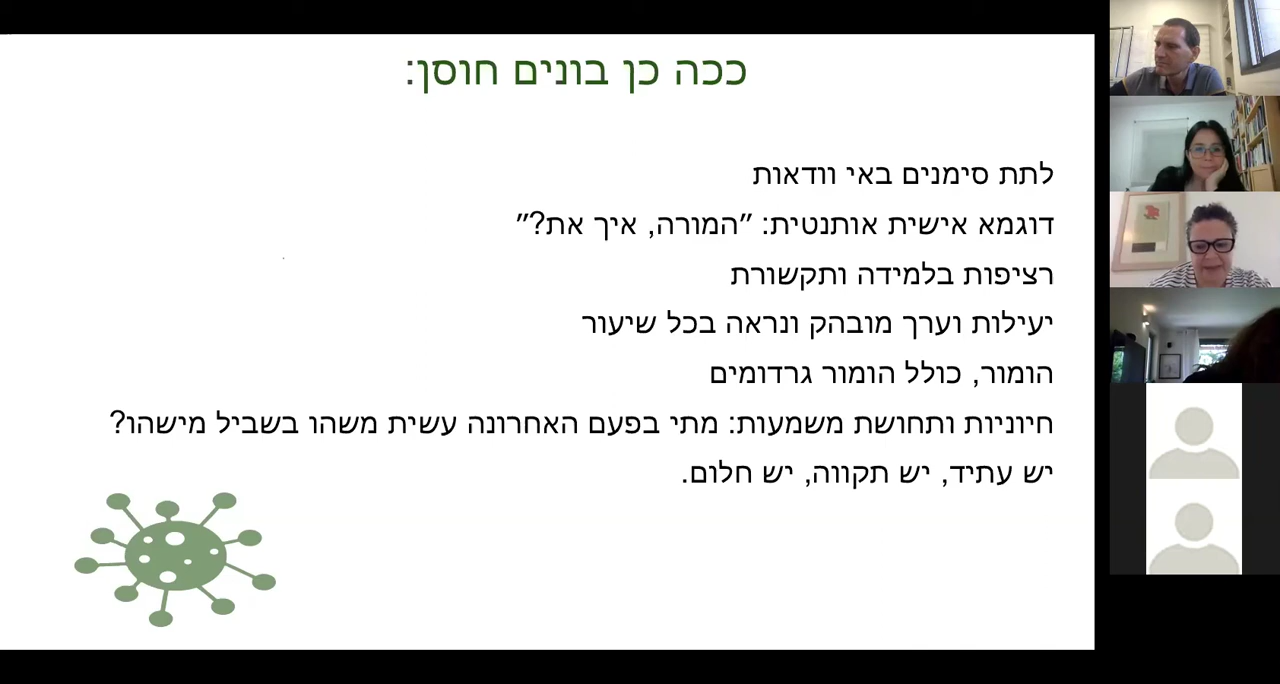 ככה כן בונים חוסן:
לתת סימנים באי וודאות
דוגמא אישית אותנטית: ״המורה, איך את?״
רציפות בלמידה ותקשורת
יעילות וערך מובהק ונראה בכל שיעור
הומור, כולל הומור גרדומים
חיוניות ותחושת משמעות: מתי בפעם האחרונה עשית משהו בשביל מישהו?
יש עתיד, יש תקווה, יש חלום.